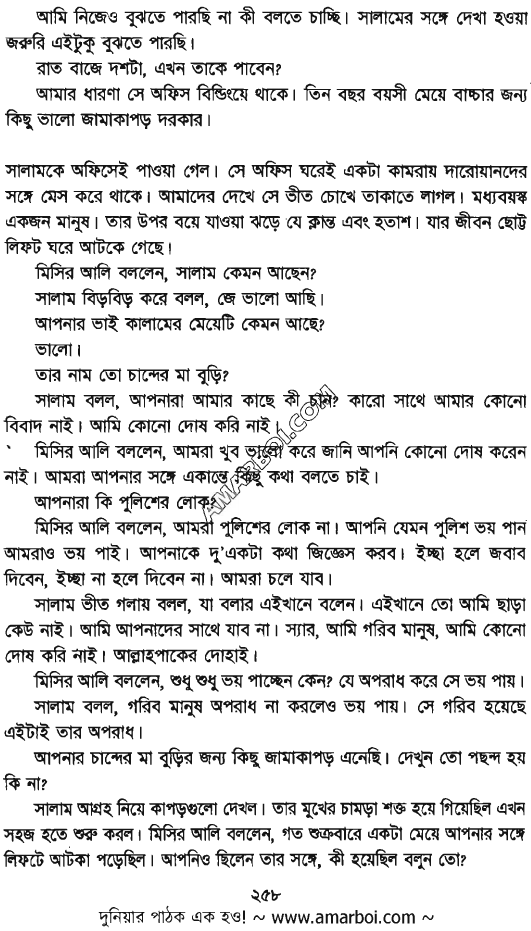 আমি নিজেও বুঝতে পারছি না কী বলতে চাচ্ছি। সালামের সঙ্গে দেখা হওয়া
জরুরি এইটুকু বুঝতে পারছি।
রাত বাজে দশটা, এখন তাকে পাবেন?
আমার ধারণা সে অফিস বিল্ডিংয়ে থাকে। তিন বছর বয়সী মেয়ে বাচ্চার জন্য
কিছু ভালো জামাকাপড় দরকার।
সালামকে অফিসেই পাওয়া গেল। সে অফিস ঘরেই একটা কামরায় দারোয়ানদের
সঙ্গে মেস করে থাকে। আমাদের দেখে সে ভীত চোখে তাকাতে লাগল। মধ্যবয়স্ক
একজন মানুষ। তার উপর বয়ে যাওয়া ঝড়ে যে ক্লান্ত এবং হতাশ। যার জীবন ছোট্ট
লিফট ঘরে আটকে গেছে।
মিসির আলি বললেন, সালাম কেমন আছেন?
সালাম বিড়বিড় করে বলল, জে ভালো আছি।
আপনার ভাই কালামের মেয়েটি কেমন আছে?
ভালো।
তার নাম তো চান্দের মা বুড়ি?
সালাম বলল, আপনারা আমার কাছে কী চান? কারো সাথে আমার কোনো
বিবাদ নাই। আমি কোনো দোষ করি নাই।
মিসির আলি বললেন, আমরা খুব ভালো করে জানি আপনি কোনো দোষ করেন
নাই। আমরা আপনার সঙ্গে একান্তে কিছু কথা বলতে চাই।
আপনারা কি পুলিশের লোক?
মিসির আলি বললেন, আমরা পুলিশের লোক না। আপনি যেমন পুলিশ ভয় পান
আমরাও ভয় পাই। আপনাকে দু'একটা কথা জিজ্ঞেস করব। ইচ্ছা হলে জবাব
দিবেন, ইচ্ছা না হলে দিবেন না। আমরা চলে যাব।
সালাম ভীত গলায় বলল, যা বলার এইখানে বলেন। এইখানে তো আমি ছাড়া
কেউ নাই। আমি আপনাদের সাথে যাব না। স্যার, আমি গরিব মানুষ, আমি কোনো
দোষ করি নাই। আল্লাহপাকের দোহাই।
মিসির আলি বললেন, শুধু শুধু ভয় পাচ্ছেন কেন? যে অপরাধ করে সে ভয় পায়।
সালাম বলল, গরিব মানুষ অপরাধ না করলেও ভয় পায়। সে গরিব হয়েছে
এইটাই তার অপরাধ।
আপনার চান্দের মা বুড়ির জন্য কিছু জামাকাপড় এনেছি। দেখুন তো পছন্দ হয়
কি না?
সালাম আগ্রহ নিয়ে কাপড়গুলো দেখল। তার মুখের চামড়া শক্ত হয়ে গিয়েছিল এখন
সহজ হতে শুরু করল। মিসির আলি বললেন, গত শুক্রবারে একটা মেয়ে আপনার সঙ্গে
লিফটে আটকা পড়েছিল। আপনিও ছিলেন তার সঙ্গে, কী হয়েছিল বলুন তো?
AMARBOI.COM
২৫৮
দুনিয়ার পাঠক এক হও! ~ www.amarboi.com ~